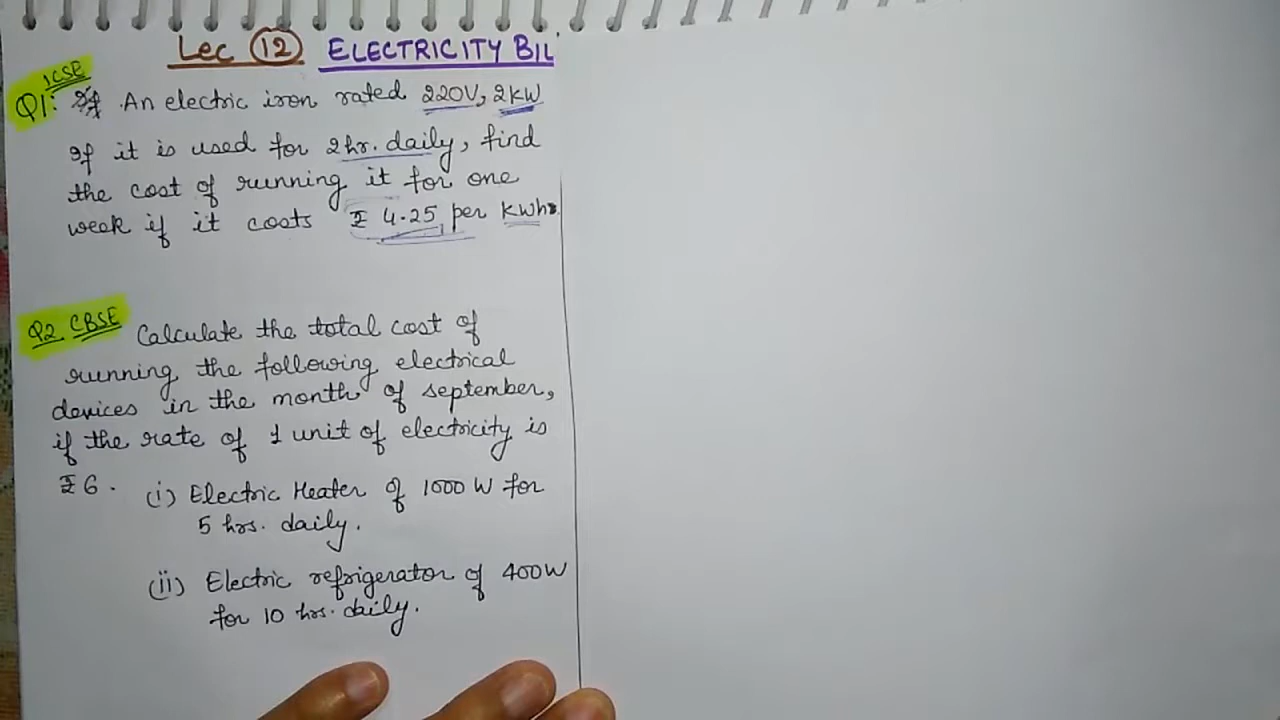 Lec 12 ELECTRICITY BIL
ICSE
Q1: An electric iron rated 220V, 2KW
If it is used for 2hr. daily, find
the cost of running it for one
week if it costs ₹ 4.25 per KWh.
Q2 CBSE Calculate the total cost of
running the following electrical
devices in the month of september,
if the rate of 1 unit of electricity is
₹6. (i) Electric Heater of 1000 W for
5 hrs. daily.
(ii) Electric refrigerator of 400W
for 10 hrs. daily.